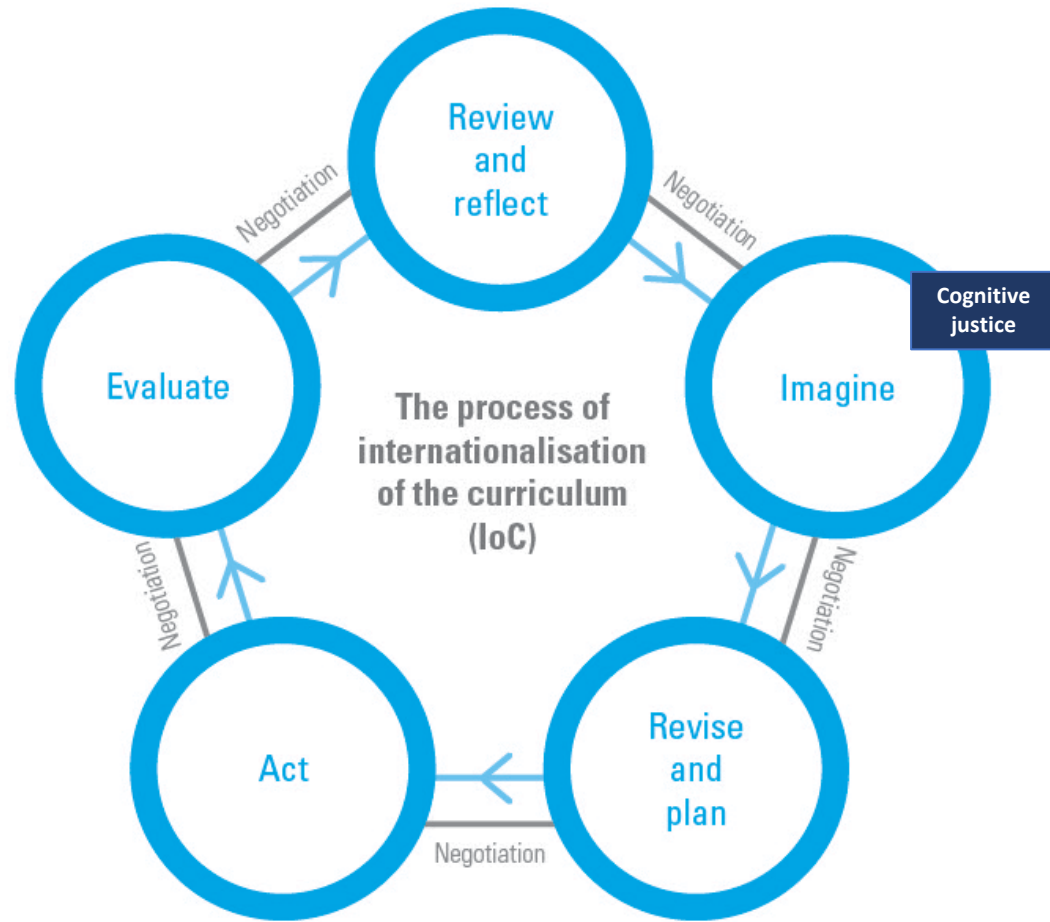 Review
and
reflect
Negotiation
Negotiation
Cognitive
justice
Imagine
Evaluate
The process of
internationalisation
of the curriculum
(IoC)
Negotiation
Negotiation
Revise
and
plan
Act
Negotiation